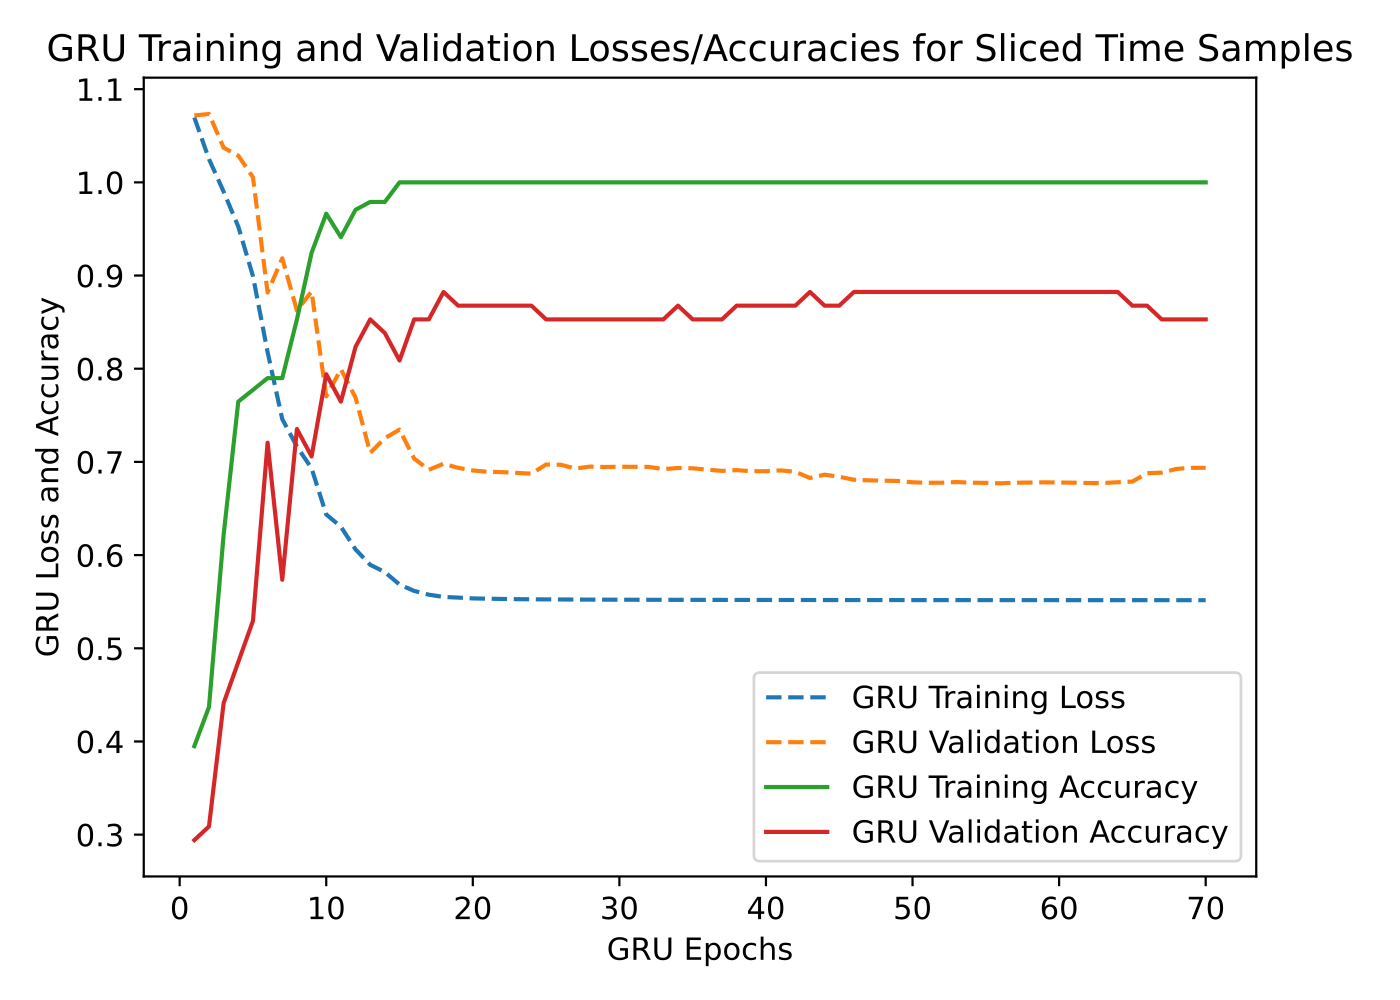 GRU Training and Validation Losses/Accuracies for Sliced Time Samples
GRU Loss and Accuracy
1.1
1.0
0.9
0.8
0.7
0.6
0.5
0.4
0.3
GRU Training Loss
GRU Validation Loss
GRU Training Accuracy
GRU Validation Accuracy
0 10 20 30 40 50 60 70
GRU Epochs